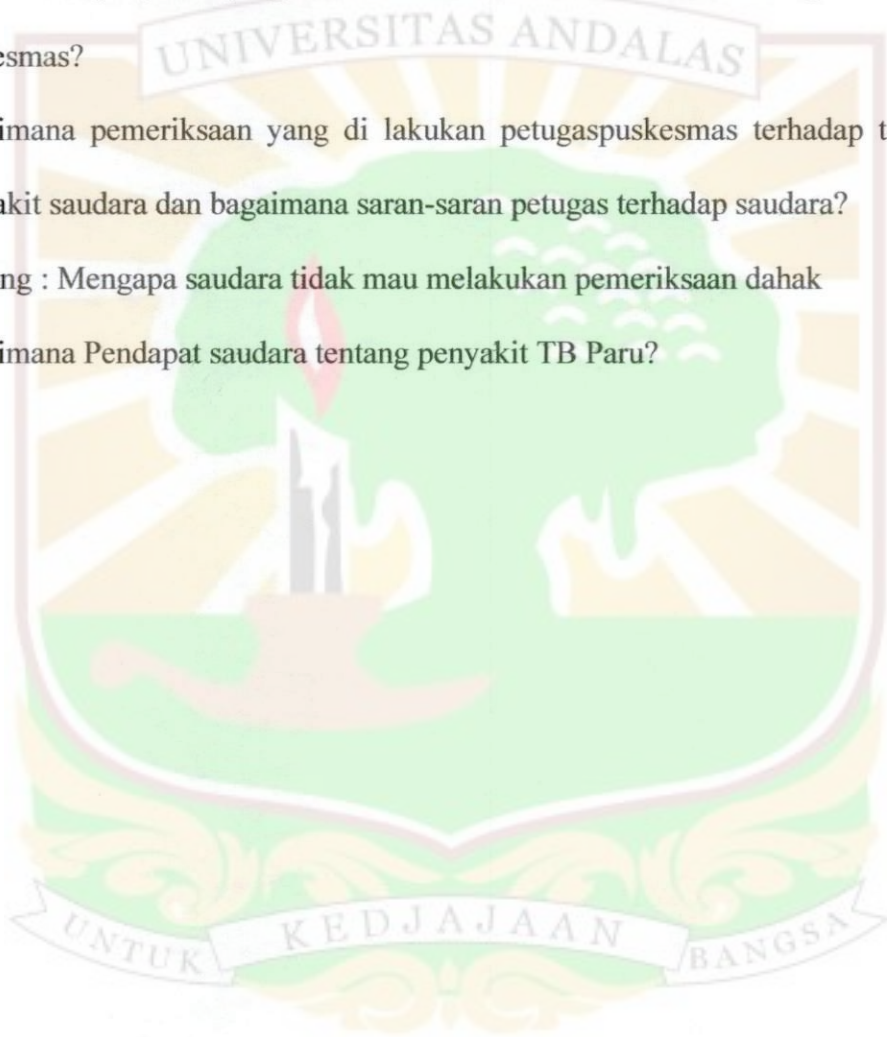 UNIVERSITAS ANDALAS
esmas?
imana pemeriksaan yang di lakukan petugaspuskesmas terhadap t
akit saudara dan bagaimana saran-saran petugas terhadap saudara?
ng : Mengapa saudara tidak mau melakukan pemeriksaan dahak
imana Pendapat saudara tentang penyakit TB Paru?
UNTUK KEDJAJAAN BANGSA